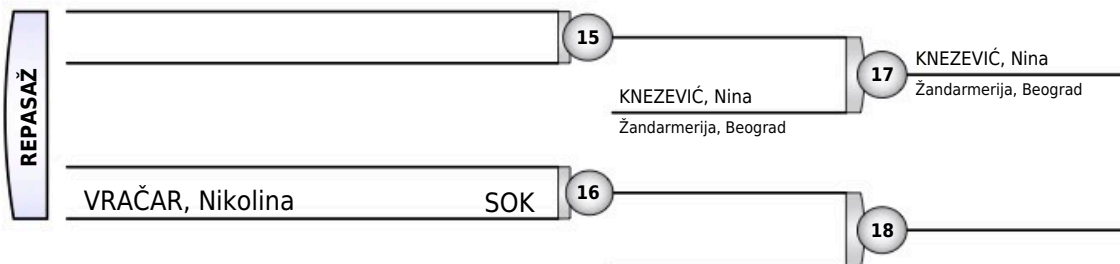 REPASAŽ
15
KNEZEVIĆ, Nina
Žandarmerija, Beograd
17
KNEZEVIĆ, Nina
Žandarmerija, Beograd
VRAČAR, Nikolina SOK
16
18